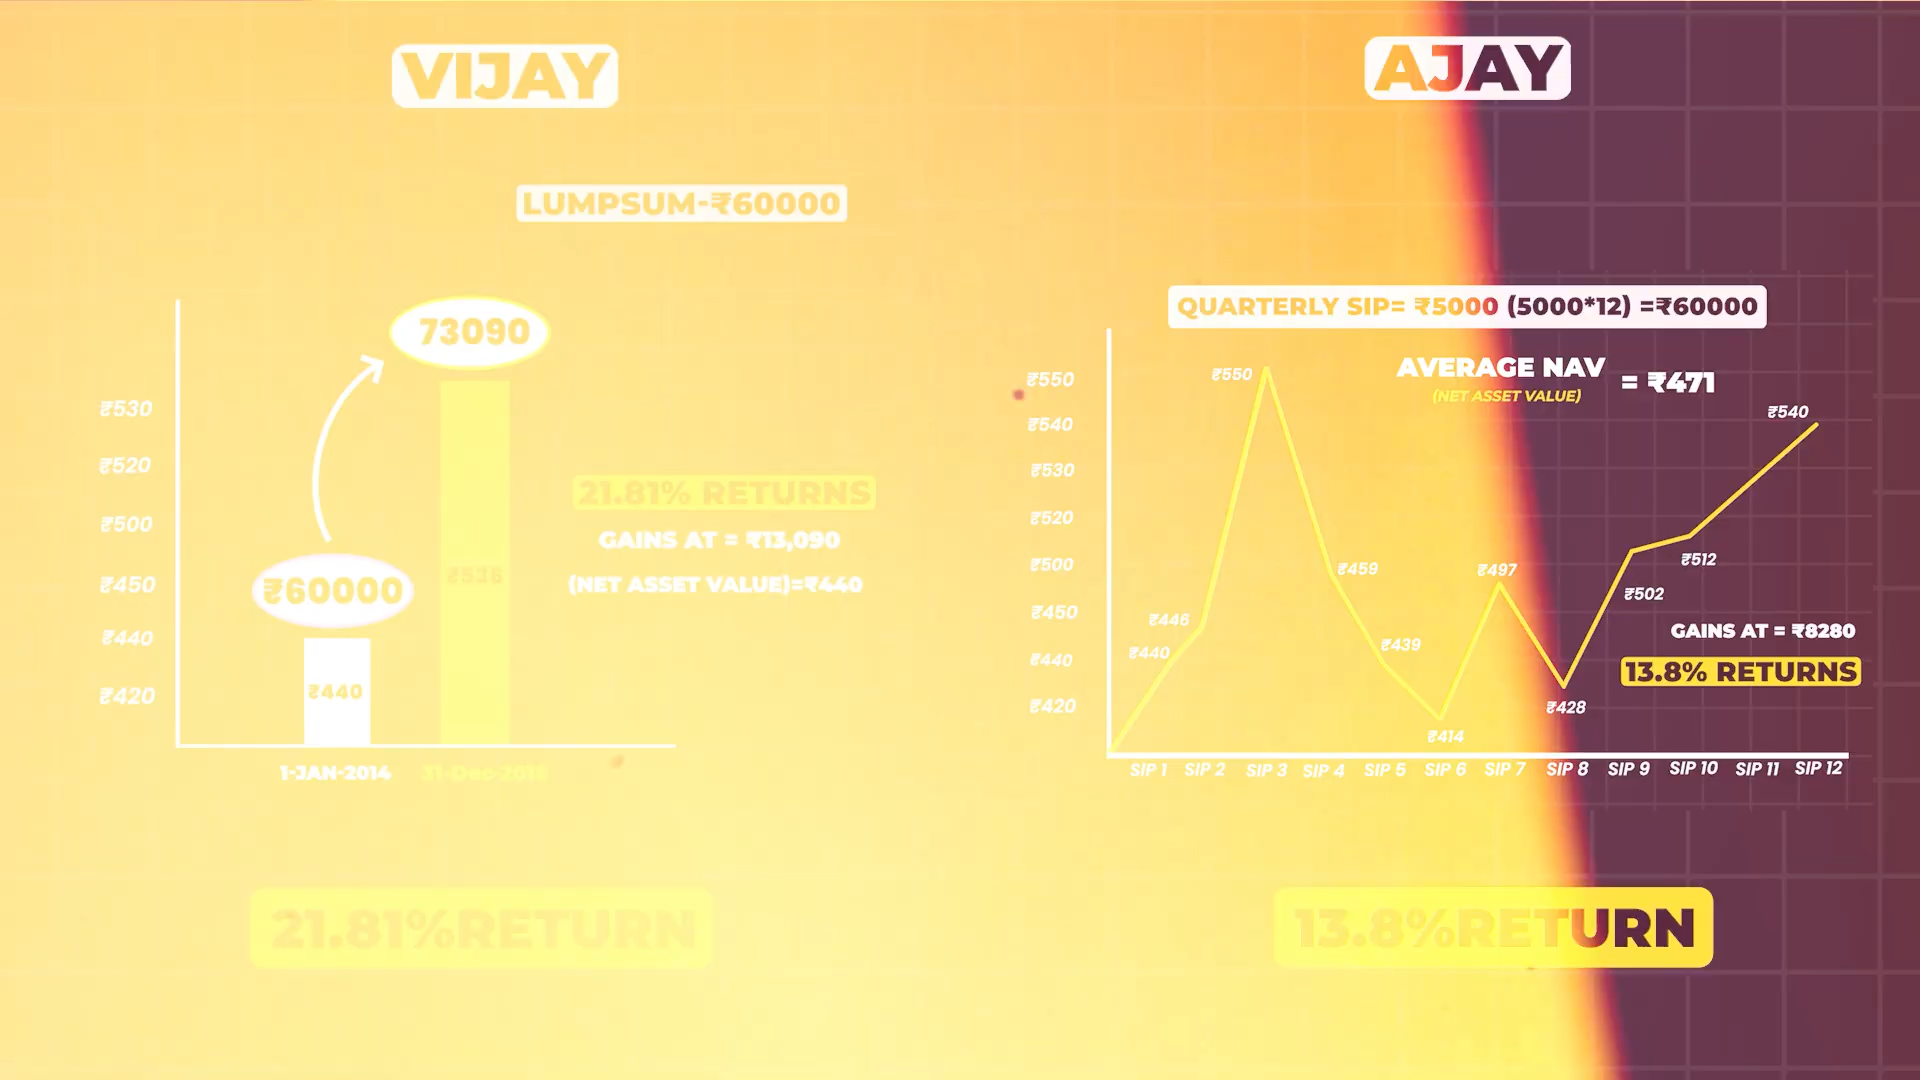 VIJAY
LUMPSUM-₹60000
73090
₹530
₹520
₹500
₹450
₹440
₹420
₹60000
₹440
₹536
1-JAN-2014
21.81% RETURNS
GAINS AT = ₹13,090
(NET ASSET VALUE)=₹440
21.81%RETURN
AJAY
QUARTERLY SIP= ₹5000 (5000*12) =₹60000
AVERAGE NAV
(NET ASSET VALUE)
= ₹471
₹550
₹540
₹530
₹520
₹500
₹450
₹440
₹420
₹440
₹446
₹550
₹459
₹439
₹414
₹497
₹428
₹502
₹512
₹540
GAINS AT = ₹8280
13.8% RETURNS
SIP 1 SIP 2 SIP 3 SIP 4 SIP 5 SIP 6 SIP 7 SIP 8 SIP 9 SIP 10 SIP 11 SIP 12
13.8%RETURN